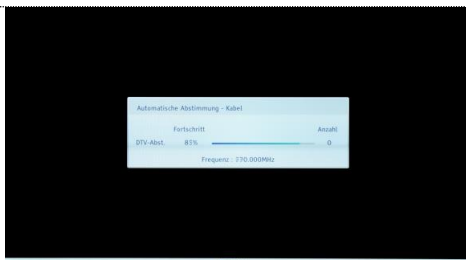 Automatische Abstimmung - Kabel
Fortschritt Anzahl
DTV-Abst. 83% 0
Frequenz : 770.000MHz